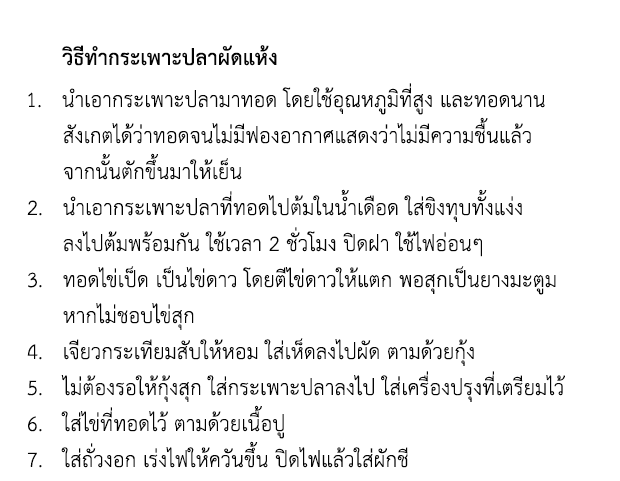 วิธีทำกระเพาะปลาผัดแห้ง
1. นำเอากระเพาะปลามาทอด โดยใช้อุณหภูมิที่สูง และทอดนาน
สังเกตได้ว่าทอดจนไม่มีฟองอากาศแสดงว่าไม่มีความชื้นแล้ว
จากนั้นตักขึ้นมาให้เย็น
2. นำเอากระเพาะปลาที่ทอดไปต้มในน้ำเดือด ใส่ขิงทุบทั้งแง่ง
ลงไปต้มพร้อมกัน ใช้เวลา 2 ชั่วโมง ปิดฝา ใช้ไฟอ่อนๆ
3. ทอดไข่เป็ด เป็นไข่ดาว โดยตีไข่ดาวให้แตก พอสุกเป็นยางมะตูม
หากไม่ชอบไข่สุก
4. เจียวกระเทียมสับให้หอม ใส่เห็ดลงไปผัด ตามด้วยกุ้ง
5. ไม่ต้องรอให้กุ้งสุก ใส่กระเพาะปลาลงไป ใส่เครื่องปรุงที่เตรียมไว้
6. ใส่ไข่ที่ทอดไว้ ตามด้วยเนื้อปู
7. ใส่ถั่วงอก เร่งไฟให้ควันขึ้น ปิดไฟแล้วใส่ผักชี